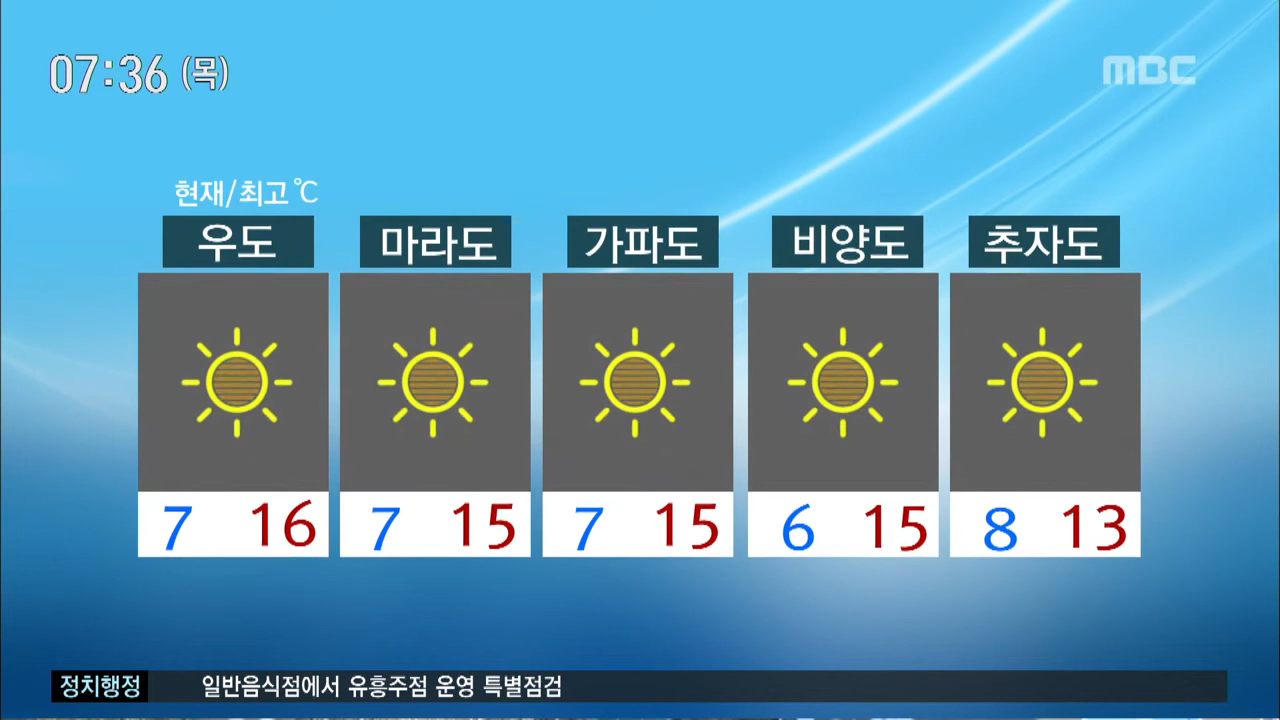 07:36 (목)
MBC
현재/최고 ℃
우도 마라도 가파도 비양도 추자도
7 16 7 15 7 15 6 15 8 13
정치행정 일반음식점에서 유흥주점 운영 특별점검